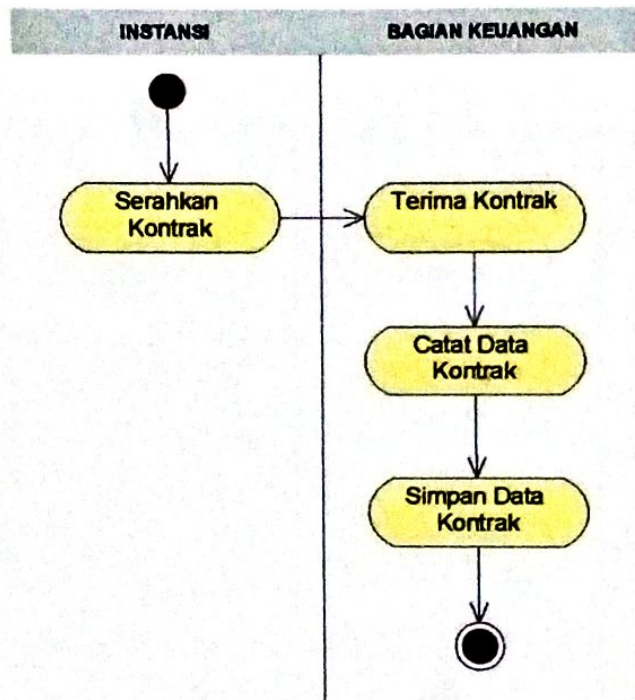 INSTANSI
BAGIAN KEUANGAN
Serahkan
Kontrak
Terima Kontrak
Catat Data
Kontrak
Simpan Data
Kontrak